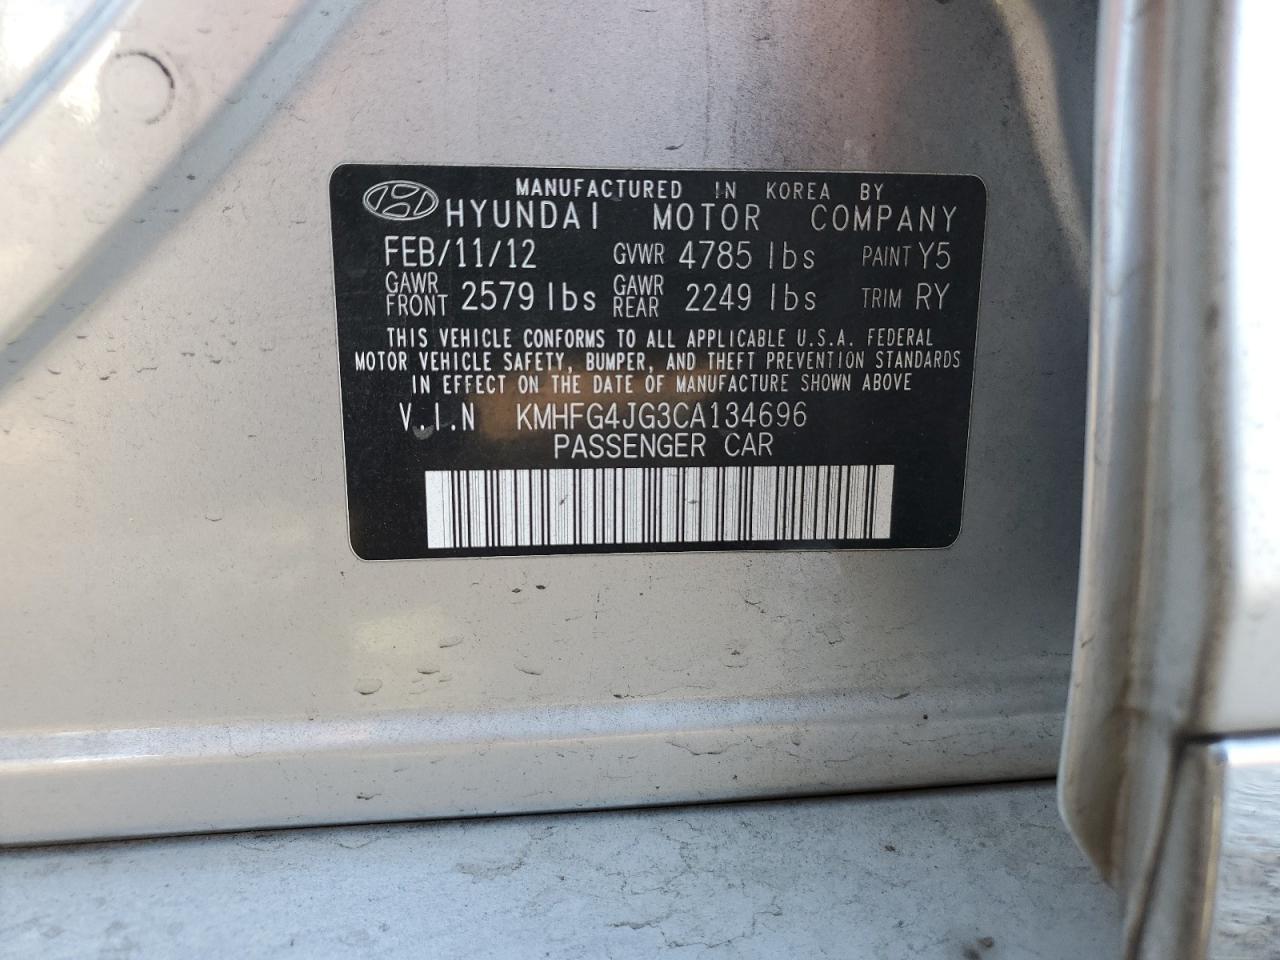 MANUFACTURED IN KOREA BY
HYUNDAI MOTOR COMPANY
FEB/11/12 GVWR 4785 lbs PAINT Y5
GAWR FRONT 2579 lbs GAWR REAR 2249 lbs TRIM RY
THIS VEHICLE CONFORMS TO ALL APPLICABLE U.S.A. FEDERAL
MOTOR VEHICLE SAFETY, BUMPER, AND THEFT PREVENTION STANDARDS
IN EFFECT ON THE DATE OF MANUFACTURE SHOWN ABOVE
V.I.N KMHFG4JG3CA134696
PASSENGER CAR